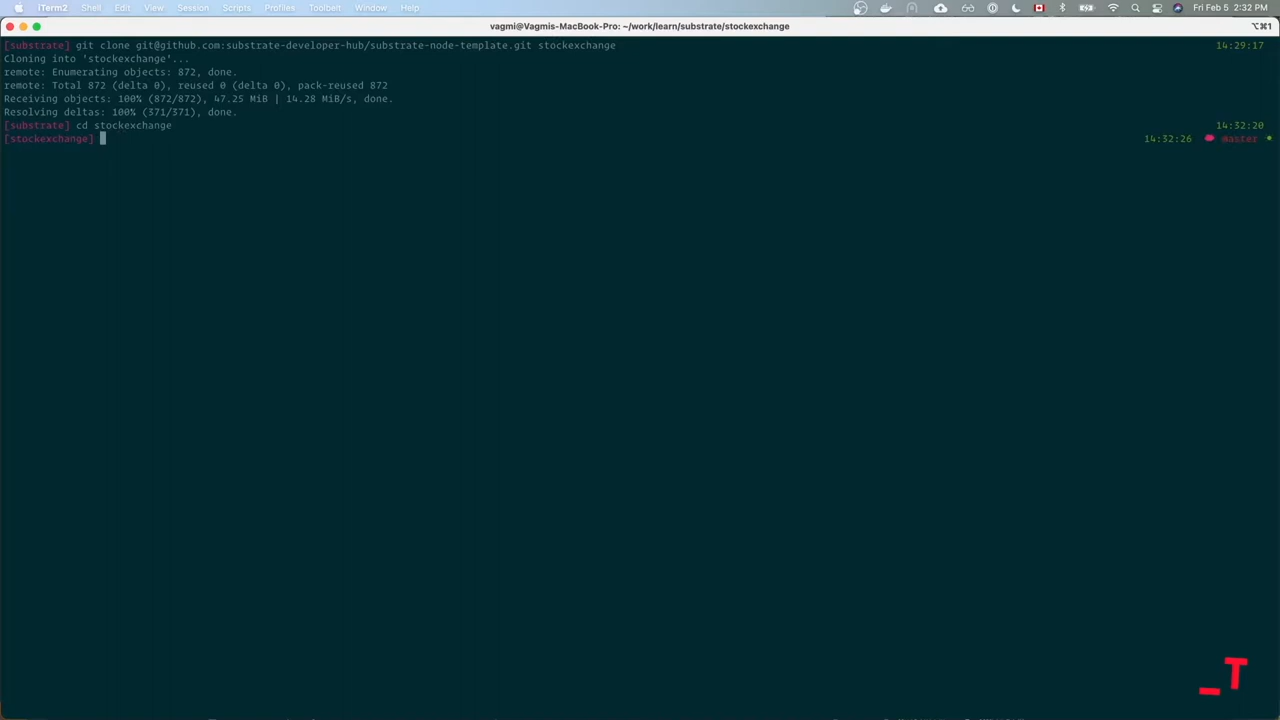 iTerm2 Shell Edit View Session Scripts Profiles Toolbelt Window Help Fri Feb 5 2:32 PM
vagmi@Vagmis-MacBook-Pro: ~/work/learn/substrate/stockexchange ⌥⌘1
[substrate] git clone git@github.com:substrate-developer-hub/substrate-node-template.git stockexchange 14:29:17
Cloning into 'stockexchange'...
remote: Enumerating objects: 872, done.
remote: Total 872 (delta 0), reused 0 (delta 0), pack-reused 872
Receiving objects: 100% (872/872), 47.25 MiB | 14.28 MiB/s, done.
Resolving deltas: 100% (371/371), done.
[substrate] cd stockexchange 14:32:20
[stockexchange] 14:32:26 master
_T